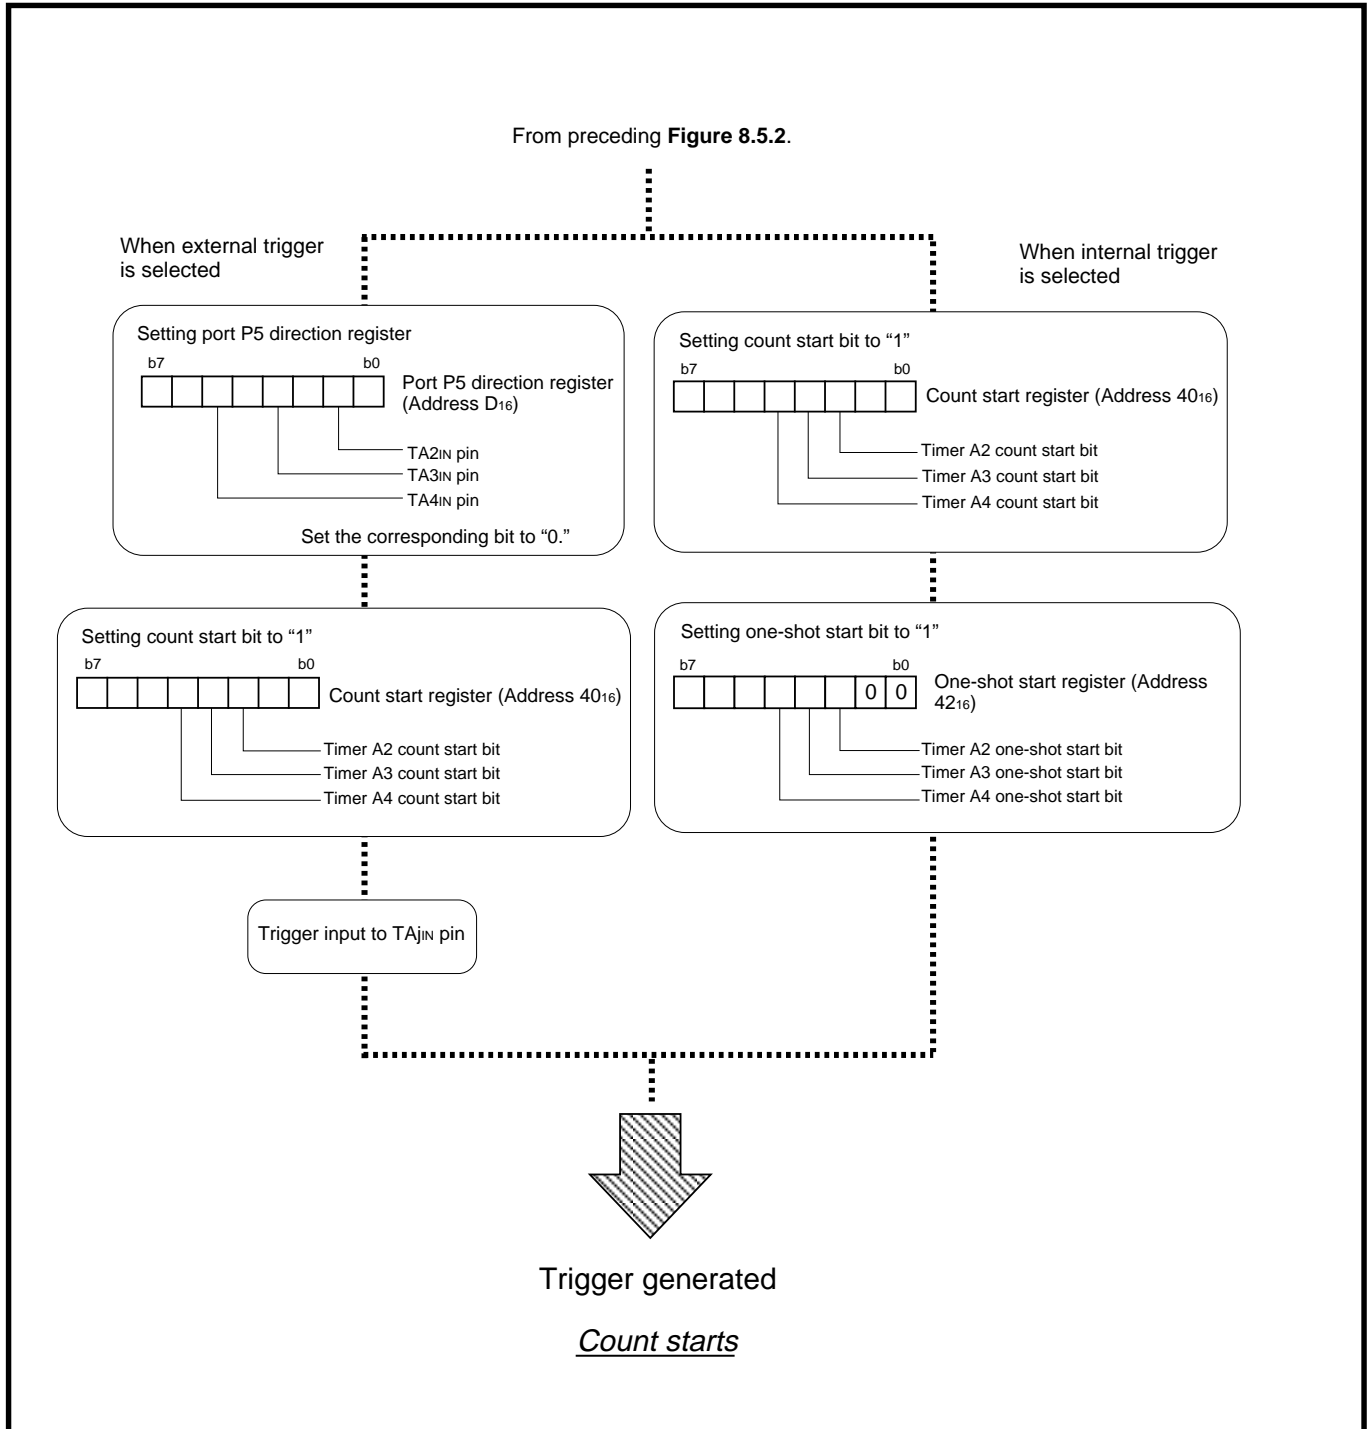 From preceding Figure 8.5.2.
When external trigger
is selected
When internal trigger
is selected
Setting port P5 direction register
b7 b0
Port P5 direction register
(Address D16)
TA2IN pin
TA3IN pin
TA4IN pin
Set the corresponding bit to “0.”
Setting count start bit to “1”
b7 b0
Count start register (Address 4016)
Timer A2 count start bit
Timer A3 count start bit
Timer A4 count start bit
Setting count start bit to “1”
b7 b0
Count start register (Address 4016)
Timer A2 count start bit
Timer A3 count start bit
Timer A4 count start bit
Setting one-shot start bit to “1”
b7 b0
0 0
One-shot start register (Address
4216)
Timer A2 one-shot start bit
Timer A3 one-shot start bit
Timer A4 one-shot start bit
Trigger input to TAjIN pin
Trigger generated
Count starts